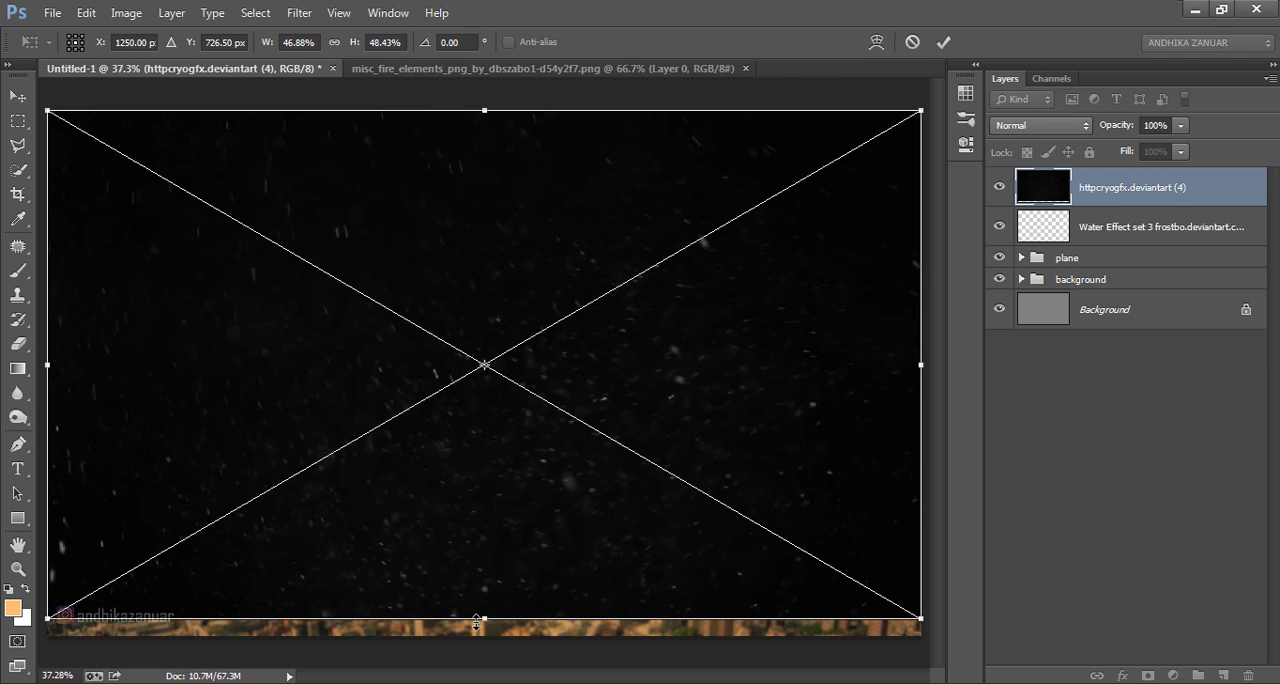 Ps File Edit Image Layer Type Select Filter View Window Help
X: 1250.00 p: Y: 726.50 px W: 46.88% H: 48.43% 0.00 ° Anti-alias ANDHIKA ZANUAR
Untitled-1 @ 37.3% (httpcryogfx.deviantart (4), RGB/8) * × misc_fire_elements_png_by_dbszabo1-d54y2f7.png @ 66.7% (Layer 0, RGB/8#) ×
Layers Channels
Kind
Normal Opacity: 100%
Lock: Fill: 100%
httpcryogfx.deviantart (4)
Water Effect set 3 frostbo.deviantart.c...
plane
background
Background
andhikazanuar
37.28% Doc: 10.7M/67.3M